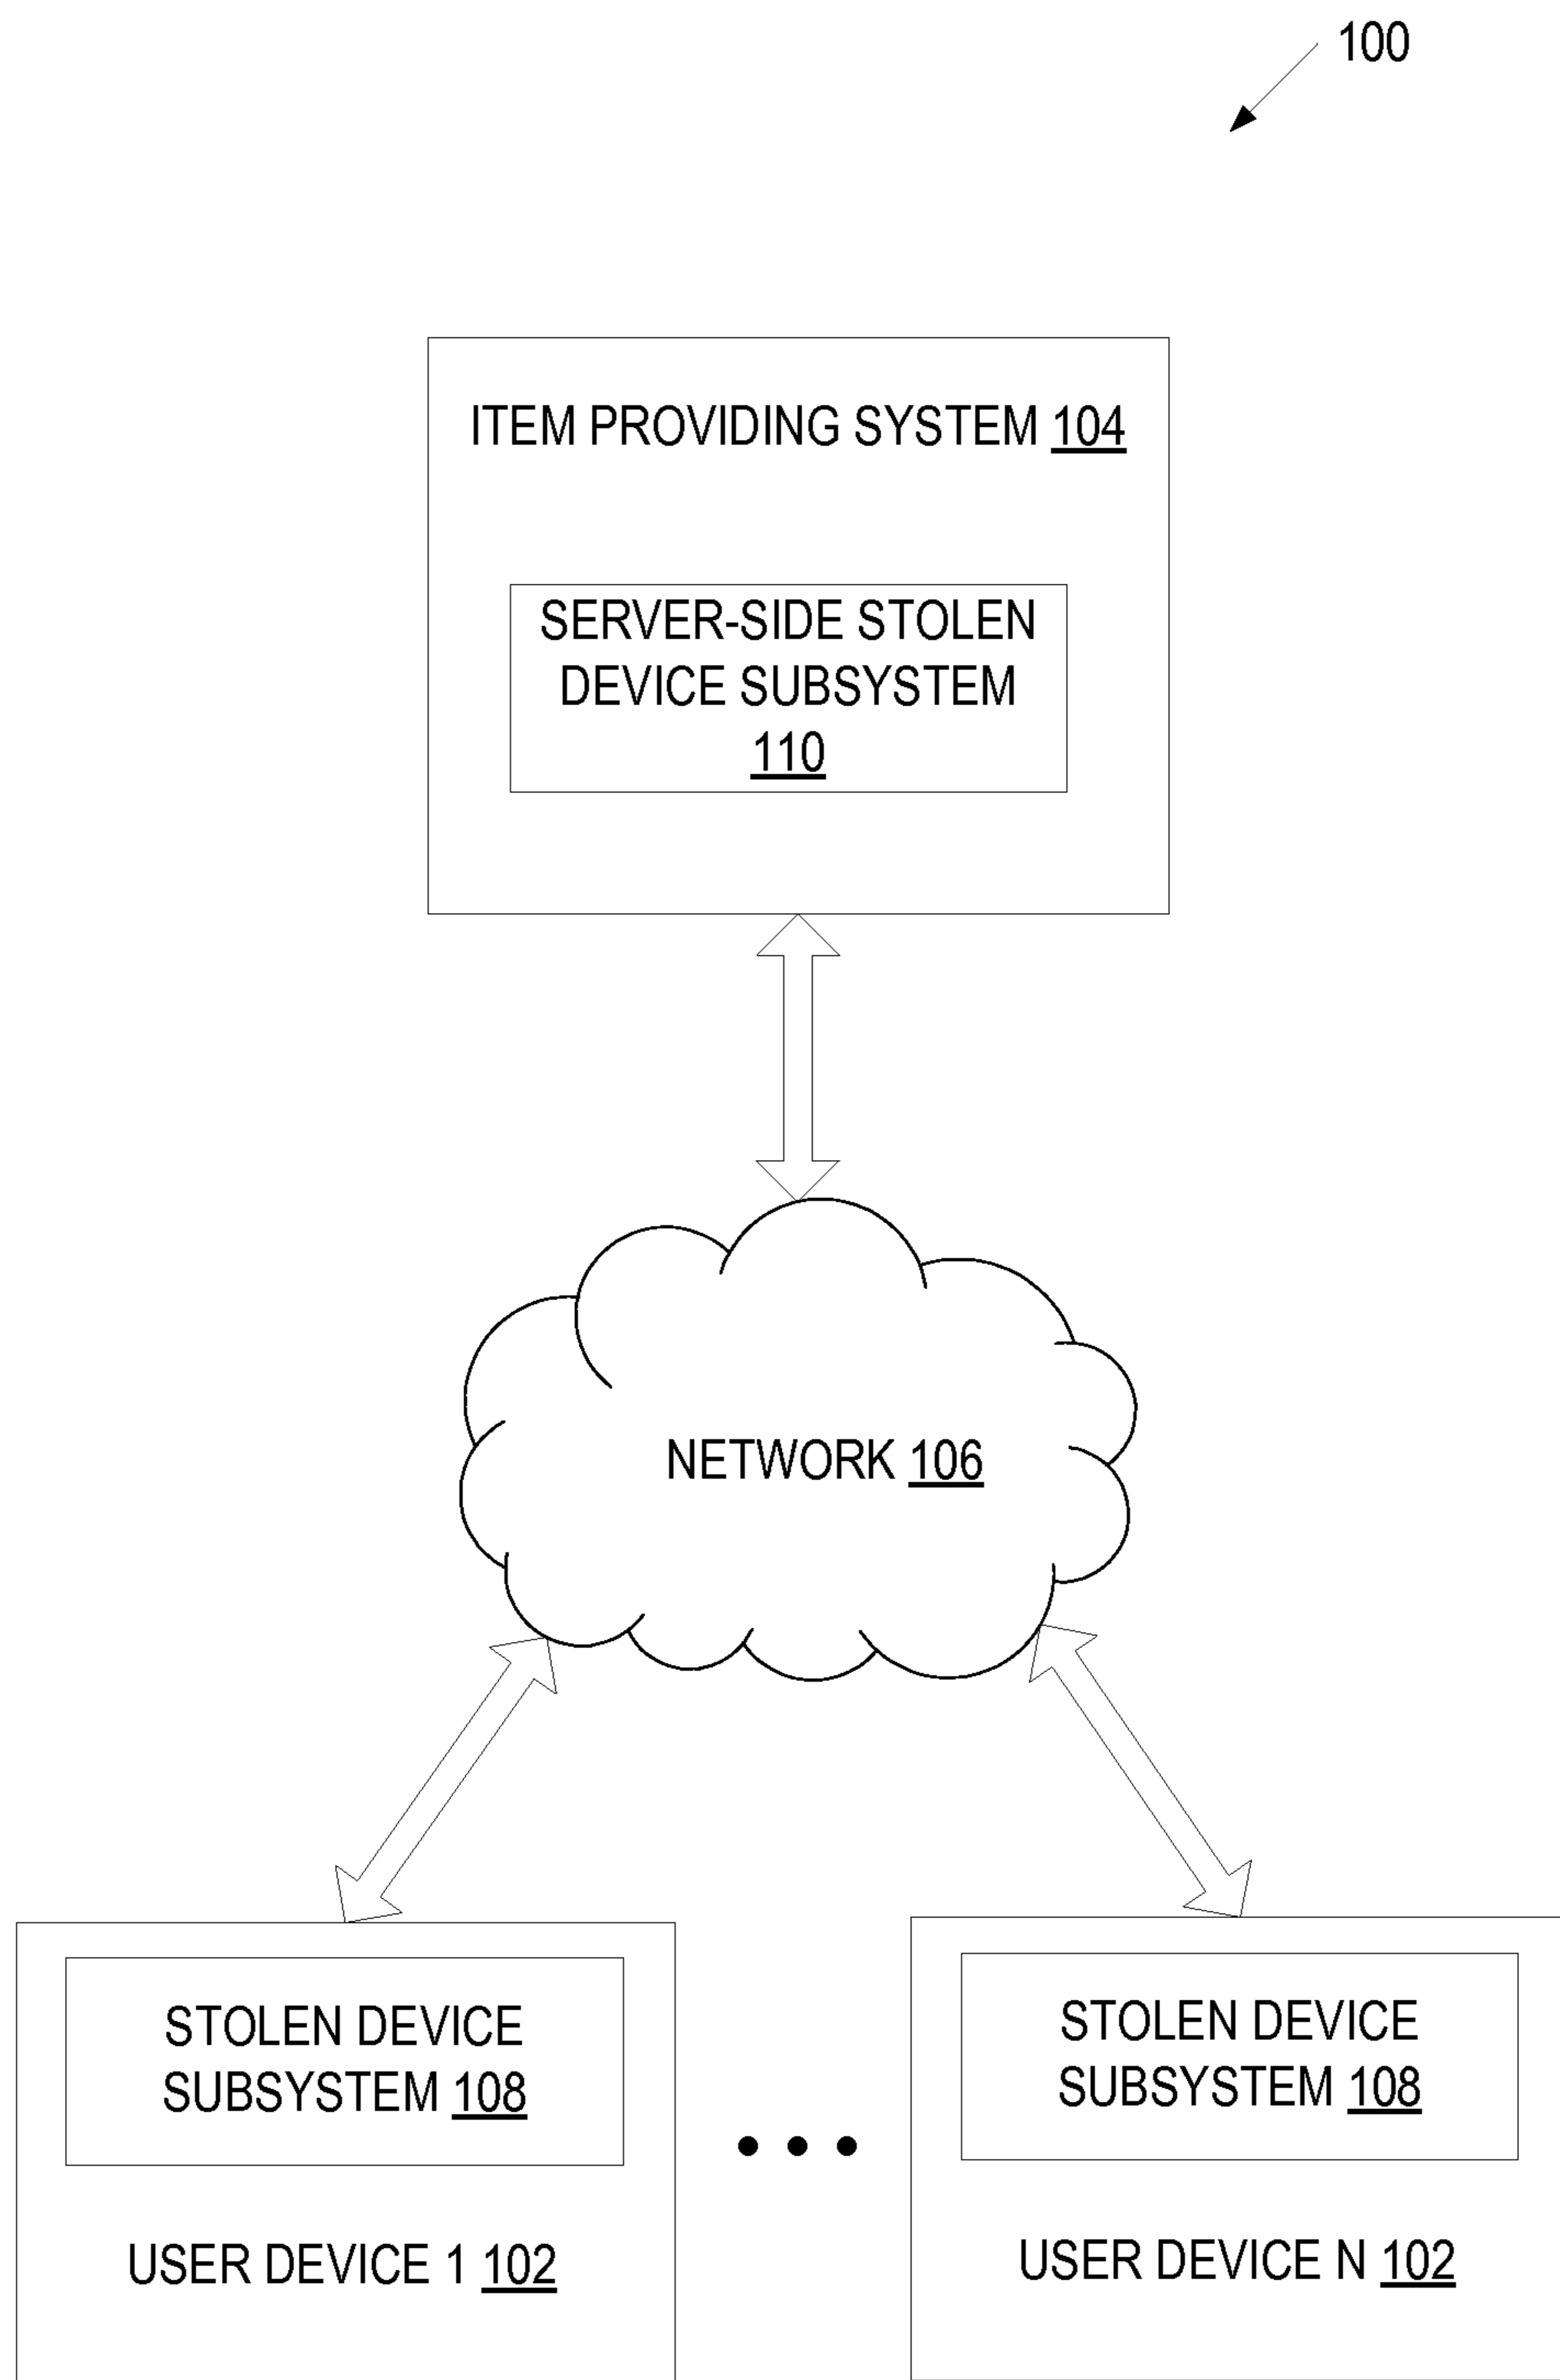 100
ITEM PROVIDING SYSTEM 104
SERVER-SIDE STOLEN
DEVICE SUBSYSTEM
110
NETWORK 106
STOLEN DEVICE
SUBSYSTEM 108
USER DEVICE 1 102
STOLEN DEVICE
SUBSYSTEM 108
USER DEVICE N 102